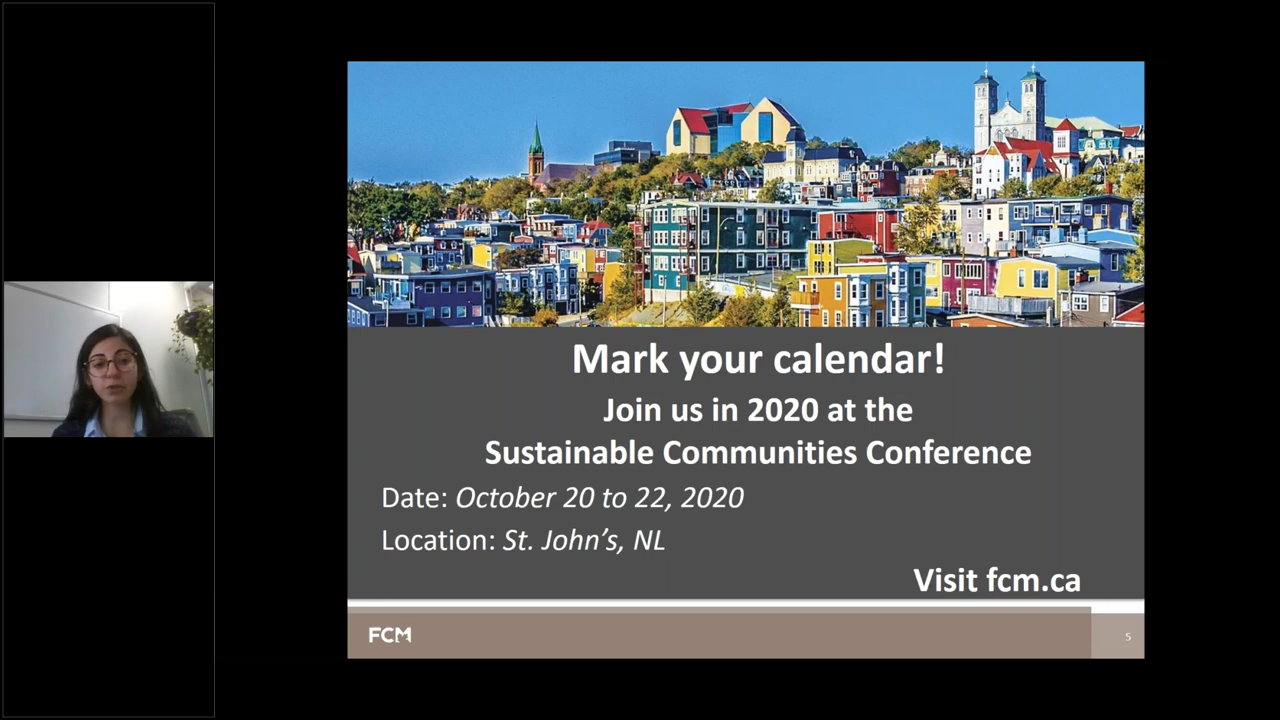 Mark your calendar!
Join us in 2020 at the
Sustainable Communities Conference
Date: October 20 to 22, 2020
Location: St. John’s, NL
Visit fcm.ca
FCM
5